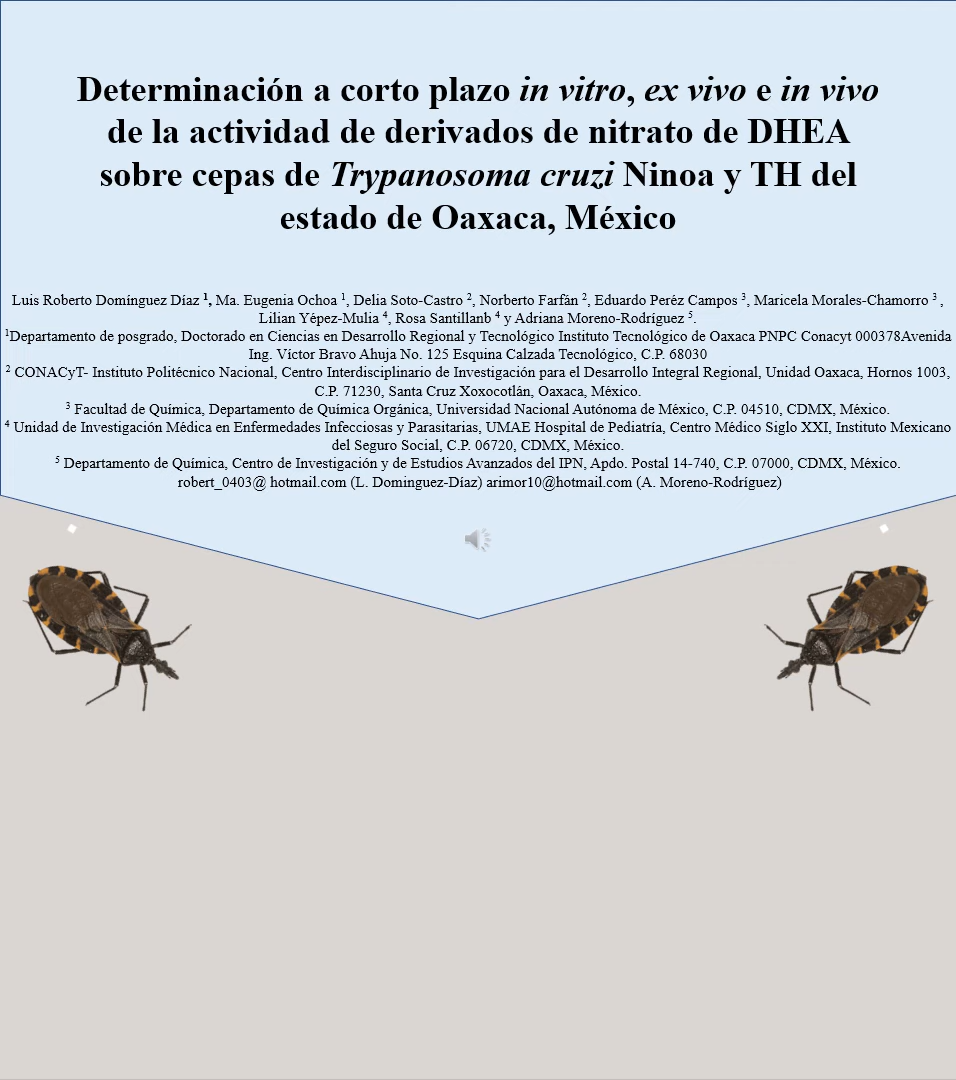 Determinación a corto plazo in vitro, ex vivo e in vivo
de la actividad de derivados de nitrato de DHEA
sobre cepas de Trypanosoma cruzi Ninoa y TH del
estado de Oaxaca, México
Luis Roberto Domínguez Díaz ¹, Ma. Eugenia Ochoa ¹, Delia Soto-Castro ², Norberto Farfán ², Eduardo Peréz Campos ³, Maricela Morales-Chamorro ³ ,
Lilian Yépez-Mulia ⁴, Rosa Santillanb ⁴ y Adriana Moreno-Rodríguez ⁵.
¹Departamento de posgrado, Doctorado en Ciencias en Desarrollo Regional y Tecnológico Instituto Tecnológico de Oaxaca PNPC Conacyt 000378Avenida
Ing. Víctor Bravo Ahuja No. 125 Esquina Calzada Tecnológico, C.P. 68030
² CONACyT- Instituto Politécnico Nacional, Centro Interdisciplinario de Investigación para el Desarrollo Integral Regional, Unidad Oaxaca, Hornos 1003,
C.P. 71230, Santa Cruz Xoxocotlán, Oaxaca, México.
³ Facultad de Química, Departamento de Química Orgánica, Universidad Nacional Autónoma de México, C.P. 04510, CDMX, México.
⁴ Unidad de Investigación Médica en Enfermedades Infecciosas y Parasitarias, UMAE Hospital de Pediatría, Centro Médico Siglo XXI, Instituto Mexicano
del Seguro Social, C.P. 06720, CDMX, México.
⁵ Departamento de Química, Centro de Investigación y de Estudios Avanzados del IPN, Apdo. Postal 14-740, C.P. 07000, CDMX, México.
robert_0403@ hotmail.com (L. Dominguez-Díaz) arimor10@hotmail.com (A. Moreno-Rodríguez)